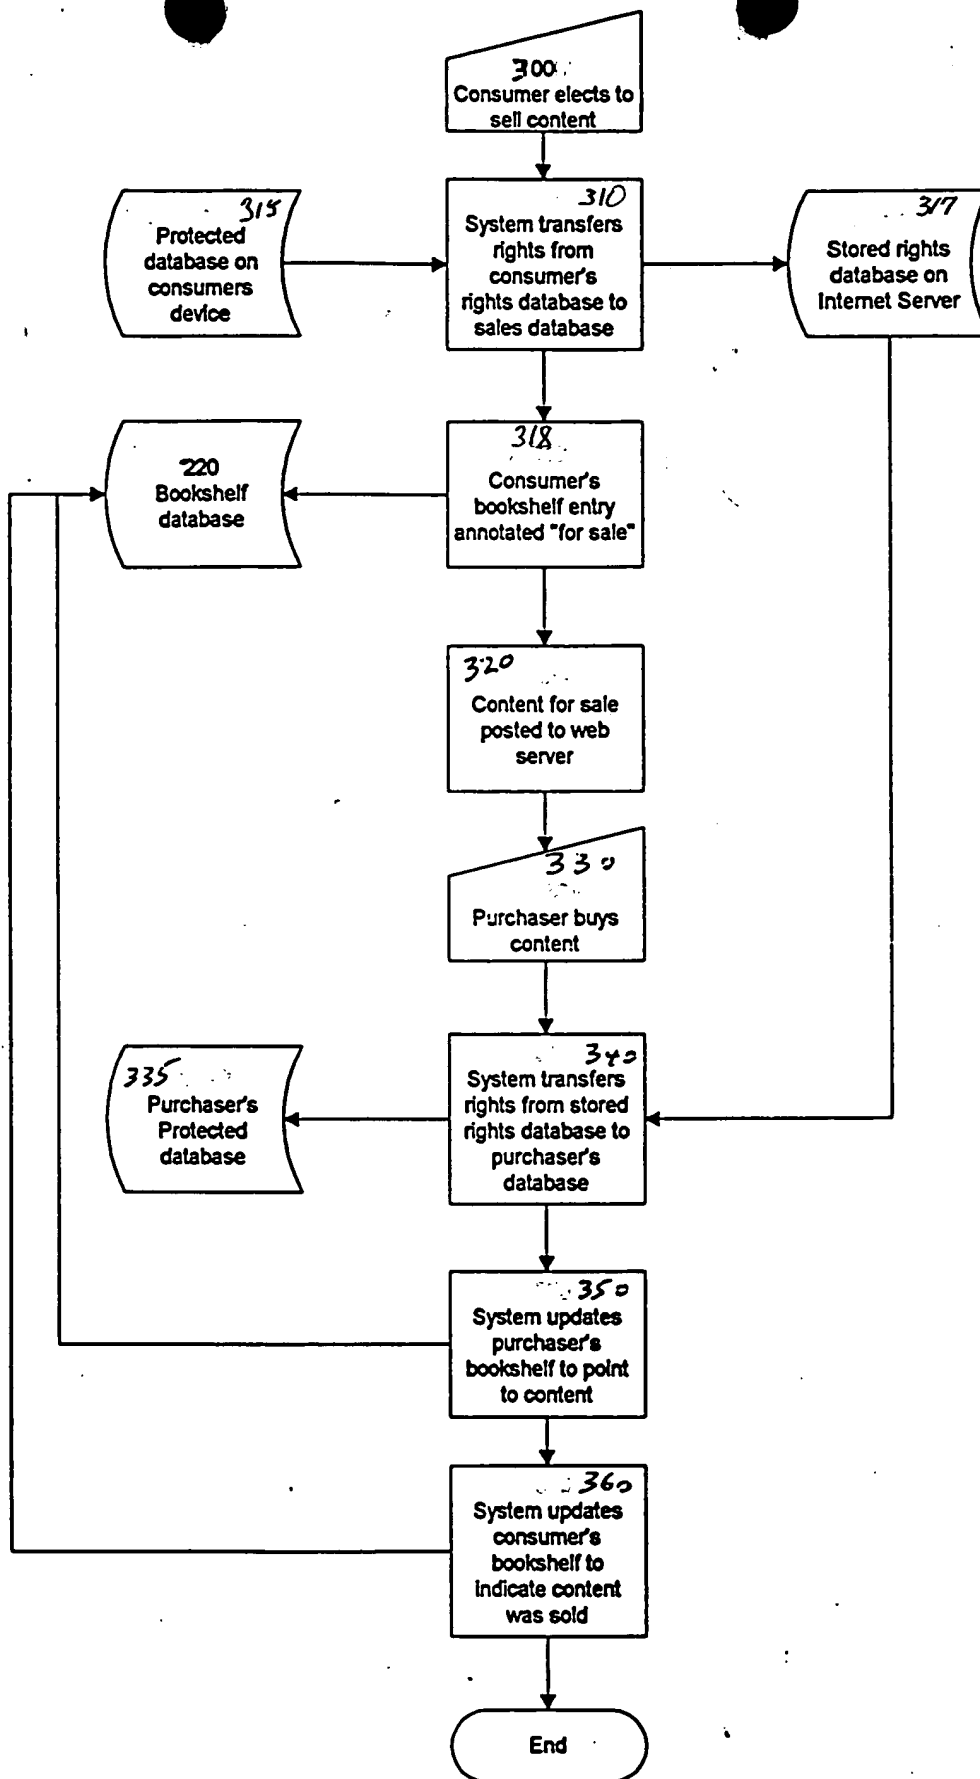 300
Consumer elects to
sell content
315
Protected
database on
consumers
device
310
System transfers
rights from
consumer's
rights database to
sales database
317
Stored rights
database on
Internet Server
220
Bookshelf
database
318
Consumer's
bookshelf entry
annotated "for sale"
320
Content for sale
posted to web
server
330
Purchaser buys
content
335
Purchaser's
Protected
database
340
System transfers
rights from stored
rights database to
purchaser's
database
350
System updates
purchaser's
bookshelf to point
to content
360
System updates
consumer's
bookshelf to
indicate content
was sold
End